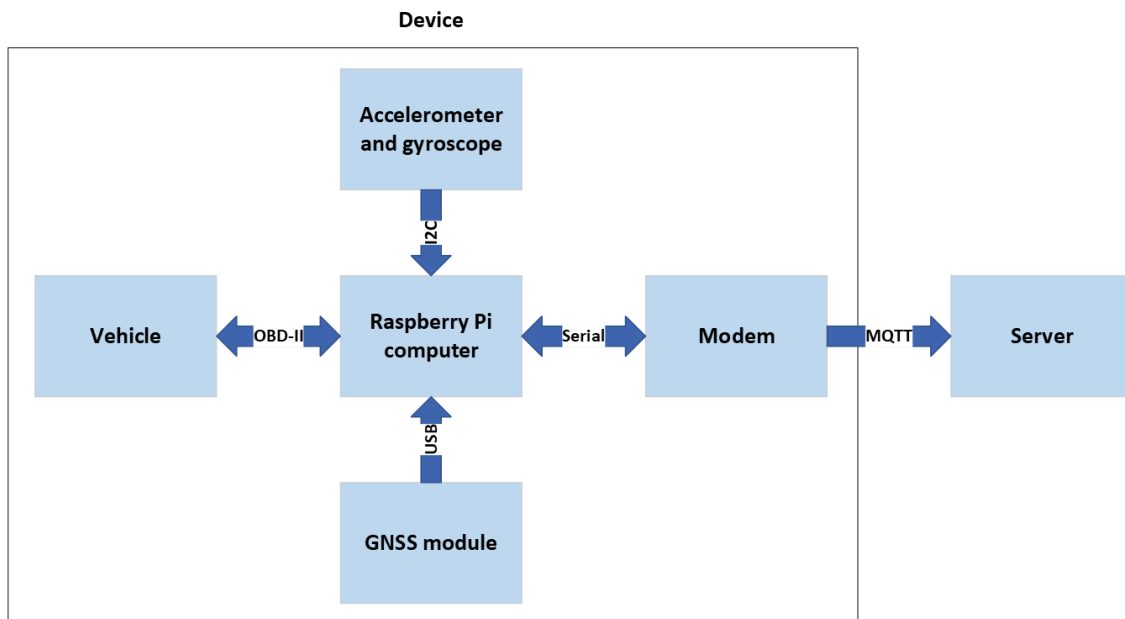 Device
Accelerometer
and gyroscope
I2C
Vehicle
OBD-II
Raspberry Pi
computer
Serial
Modem
MQTT
Server
USB
GNSS module